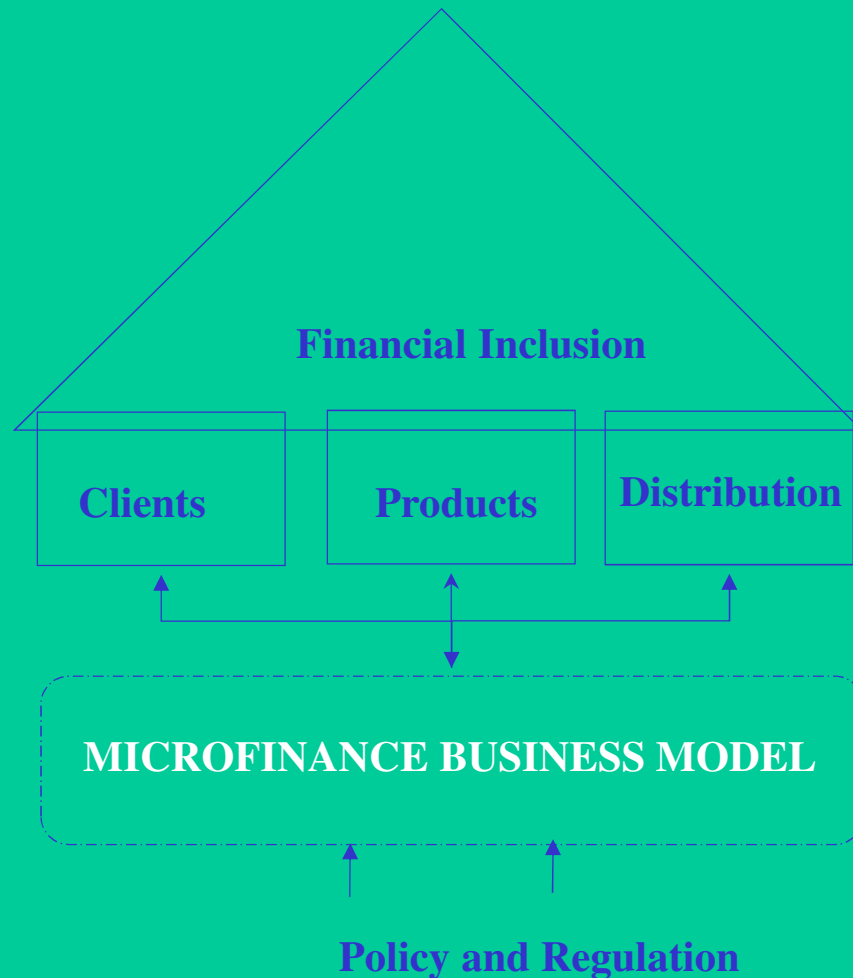 Financial Inclusion
Clients
Products
Distribution
MICROFINANCE BUSINESS MODEL
Policy and Regulation